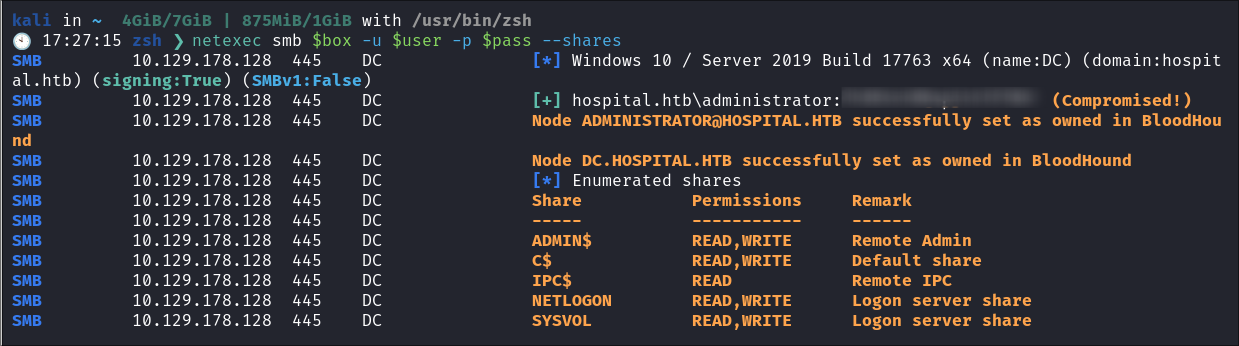 kali in ~ 4GiB/7GiB | 875MiB/1GiB with /usr/bin/zsh
17:27:15 zsh ❯ netexec smb $box -u $user -p $pass --shares
SMB 10.129.178.128 445 DC [*] Windows 10 / Server 2019 Build 17763 x64 (name:DC) (domain:hospit
al.htb) (signing:True) (SMBv1:False)
SMB 10.129.178.128 445 DC [+] hospital.htb\administrator: (Compromised!)
SMB 10.129.178.128 445 DC Node ADMINISTRATOR@HOSPITAL.HTB successfully set as owned in BloodHou
nd
SMB 10.129.178.128 445 DC Node DC.HOSPITAL.HTB successfully set as owned in BloodHound
SMB 10.129.178.128 445 DC [*] Enumerated shares
SMB 10.129.178.128 445 DC Share Permissions Remark
SMB 10.129.178.128 445 DC ----- ----------- ------
SMB 10.129.178.128 445 DC ADMIN$ READ,WRITE Remote Admin
SMB 10.129.178.128 445 DC C$ READ,WRITE Default share
SMB 10.129.178.128 445 DC IPC$ READ Remote IPC
SMB 10.129.178.128 445 DC NETLOGON READ,WRITE Logon server share
SMB 10.129.178.128 445 DC SYSVOL READ,WRITE Logon server share